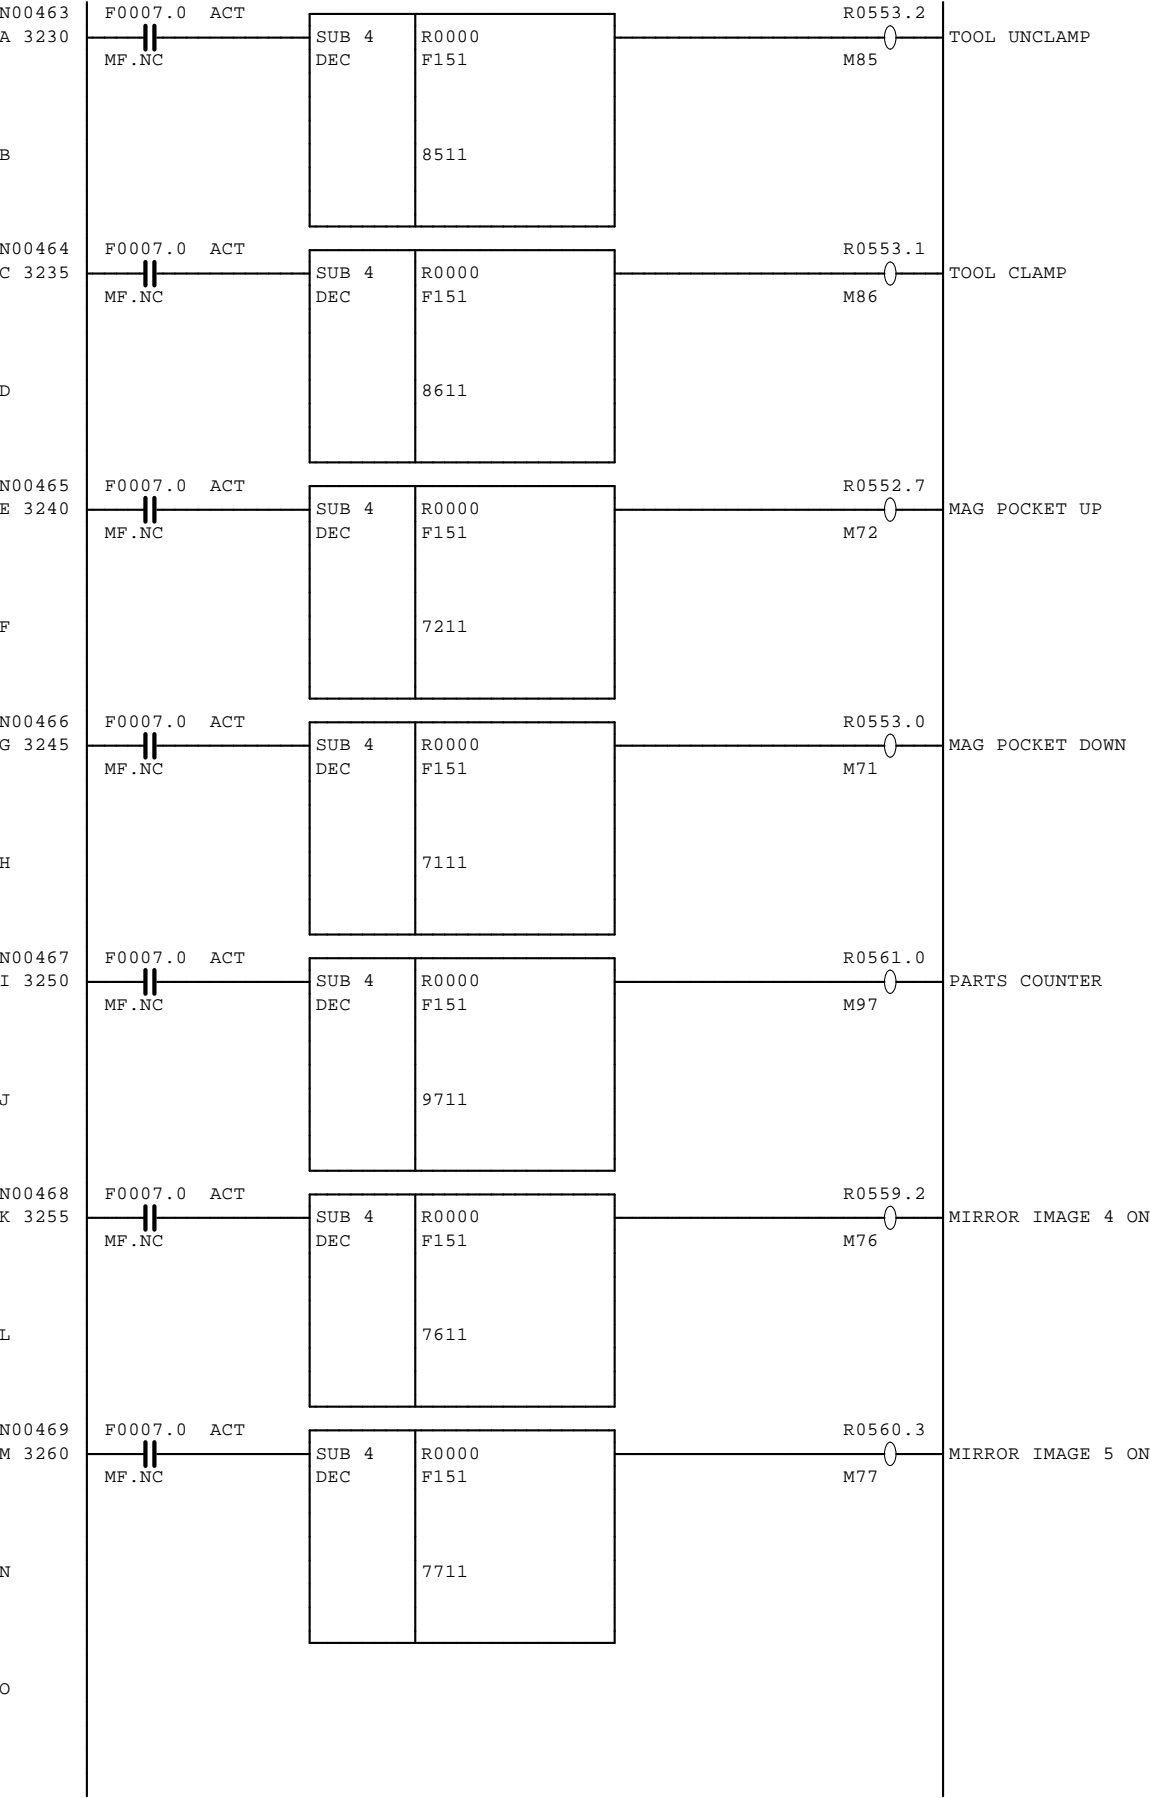 N00463 F0007.0 ACT R0553.2
A 3230 SUB 4 R0000 TOOL UNCLAMP
MF.NC DEC F151 M85
B 8511
N00464 F0007.0 ACT R0553.1
C 3235 SUB 4 R0000 TOOL CLAMP
MF.NC DEC F151 M86
D 8611
N00465 F0007.0 ACT R0552.7
E 3240 SUB 4 R0000 MAG POCKET UP
MF.NC DEC F151 M72
F 7211
N00466 F0007.0 ACT R0553.0
G 3245 SUB 4 R0000 MAG POCKET DOWN
MF.NC DEC F151 M71
H 7111
N00467 F0007.0 ACT R0561.0
I 3250 SUB 4 R0000 PARTS COUNTER
MF.NC DEC F151 M97
J 9711
N00468 F0007.0 ACT R0559.2
K 3255 SUB 4 R0000 MIRROR IMAGE 4 ON
MF.NC DEC F151 M76
L 7611
N00469 F0007.0 ACT R0560.3
M 3260 SUB 4 R0000 MIRROR IMAGE 5 ON
MF.NC DEC F151 M77
N 7711
O